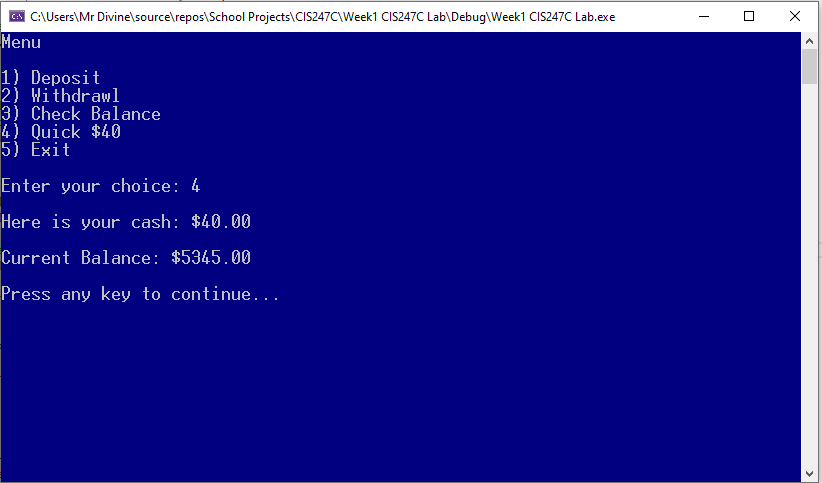 C:\Users\Mr Divine\source\repos\School Projects\CIS247C\Week1 CIS247C Lab\Debug\Week1 CIS247C Lab.exe
Menu
1) Deposit
2) Withdrawl
3) Check Balance
4) Quick $40
5) Exit
Enter your choice: 4
Here is your cash: $40.00
Current Balance: $5345.00
Press any key to continue...